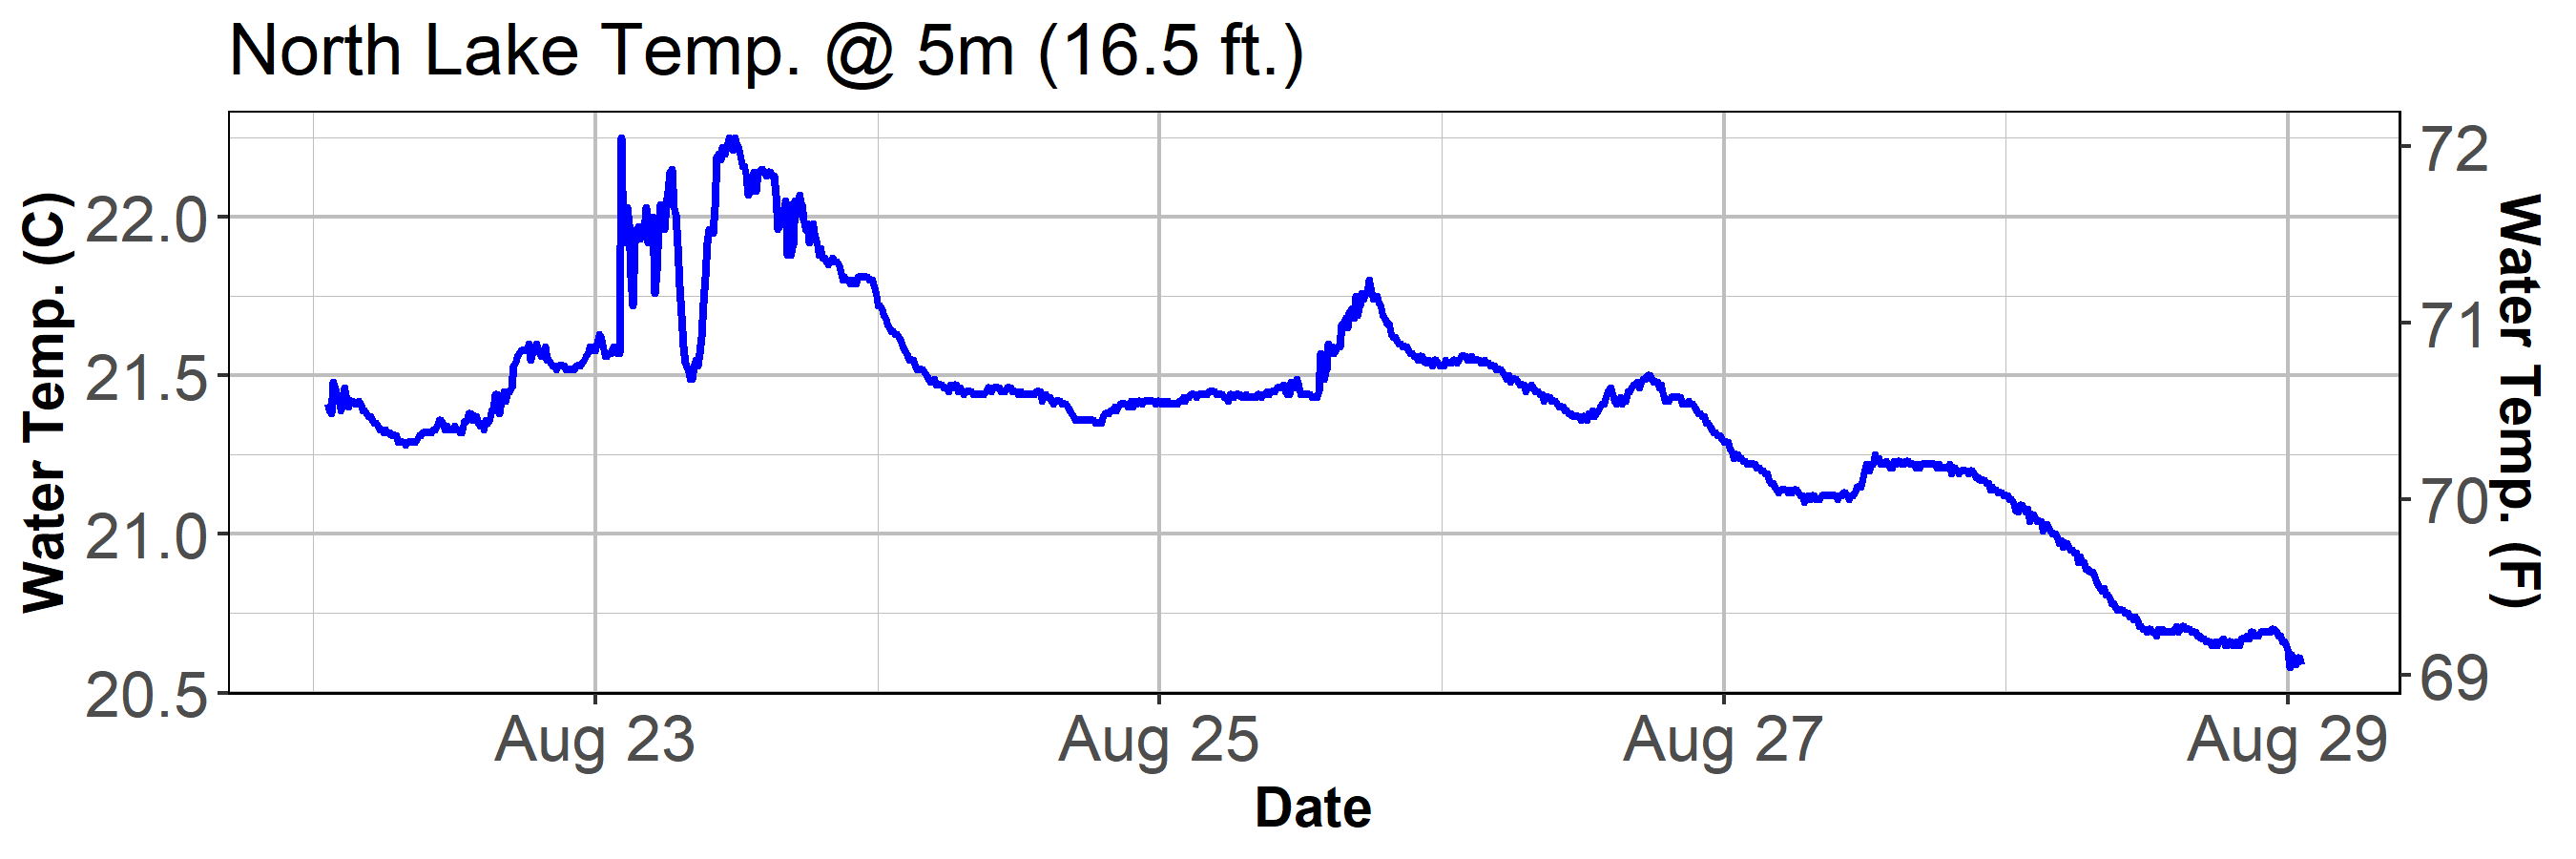 North Lake Temp. @ 5m (16.5 ft.)
Water Temp. (C)
22.0
21.5
21.0
20.5
72
71
70
69
Water Temp. (F)
Aug 23 Aug 25 Aug 27 Aug 29
Date